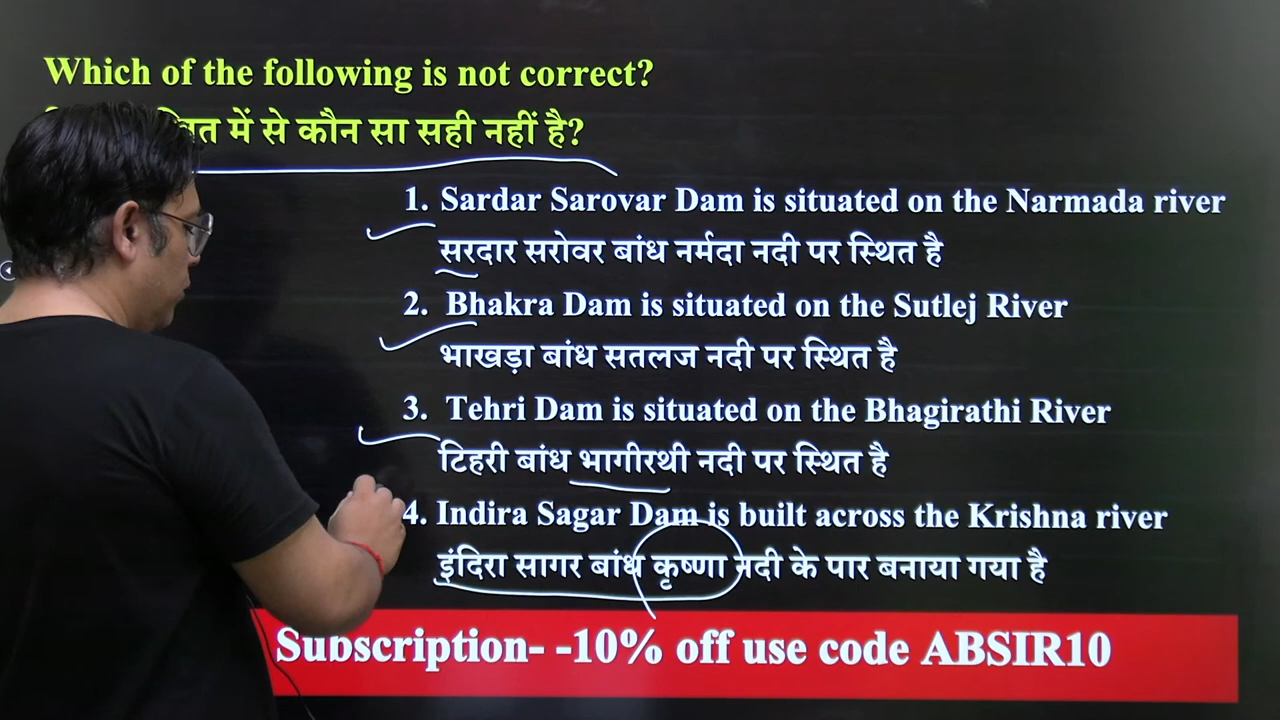 Which of the following is not correct?
में से कौन सा सही नहीं है?
1. Sardar Sarovar Dam is situated on the Narmada river
सरदार सरोवर बांध नर्मदा नदी पर स्थित है
2. Bhakra Dam is situated on the Sutlej River
भाखड़ा बांध सतलज नदी पर स्थित है
3. Tehri Dam is situated on the Bhagirathi River
टिहरी बांध भागीरथी नदी पर स्थित है
4. Indira Sagar Dam is built across the Krishna river
इंदिरा सागर बांध कृष्णा नदी के पार बनाया गया है
Subscription- -10% off use code ABSIR10